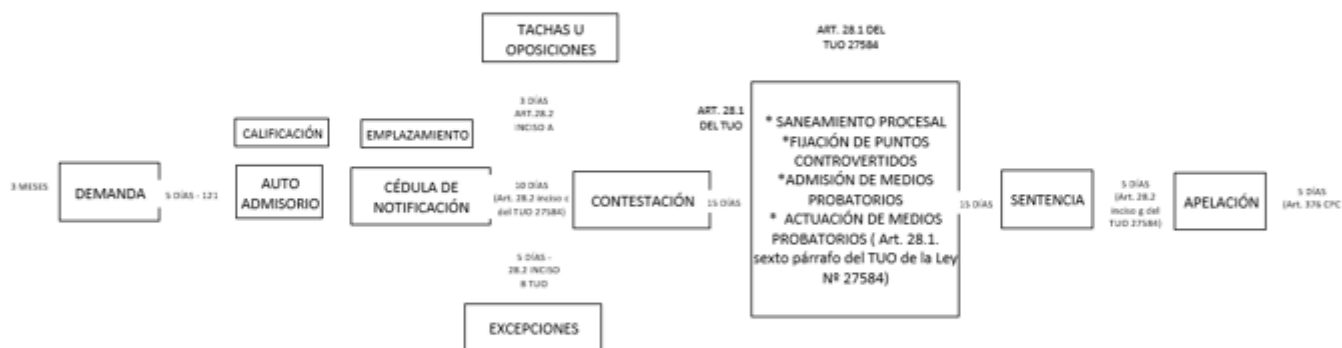 TACHAS U
OPOSICIONES
ART. 28.1 DEL
TUO 27584
3 DÍAS
ART.28.2
INCISO A
ART. 28.1
DEL TUO
CALIFICACIÓN
EMPLAZAMIENTO
3 MESES
DEMANDA
5 DÍAS - 121
AUTO
ADMISORIO
CÉDULA DE
NOTIFICACIÓN
10 DÍAS
(Art. 28.2 inciso c
del TUO 27584)
CONTESTACIÓN
15 DÍAS
* SANEAMIENTO PROCESAL
*FIJACIÓN DE PUNTOS
CONTROVERTIDOS
*ADMISIÓN DE MEDIOS
PROBATORIOS
* ACTUACIÓN DE MEDIOS
PROBATORIOS ( Art. 28.1.
sexto párrafo del TUO de la Ley
Nº 27584)
15 DÍAS
SENTENCIA
5 DÍAS
(Art. 28.2
inciso g del
TUO 27584)
APELACIÓN
5 DÍAS
(Art. 376 CPC
5 DÍAS -
28.2 INCISO
TUO
EXCEPCIONES